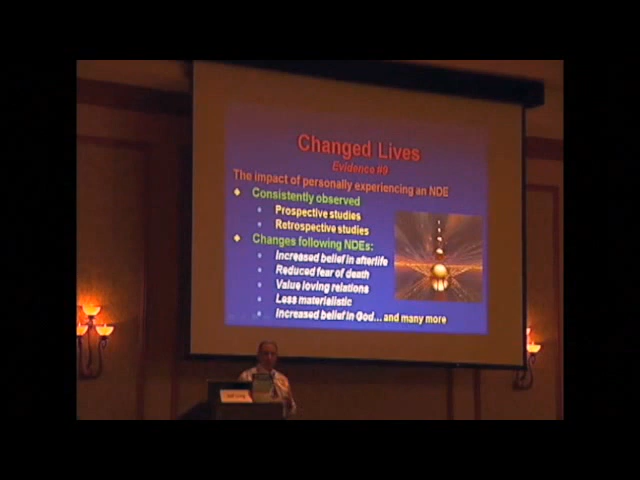 Changed Lives
Evidence #9
The impact of personally experiencing an NDE
Consistently observed
Prospective studies
Retrospective studies
Changes following NDEs:
Increased belief in afterlife
Reduced fear of death
Value loving relations
Less materialistic
Increased belief in God... and many more